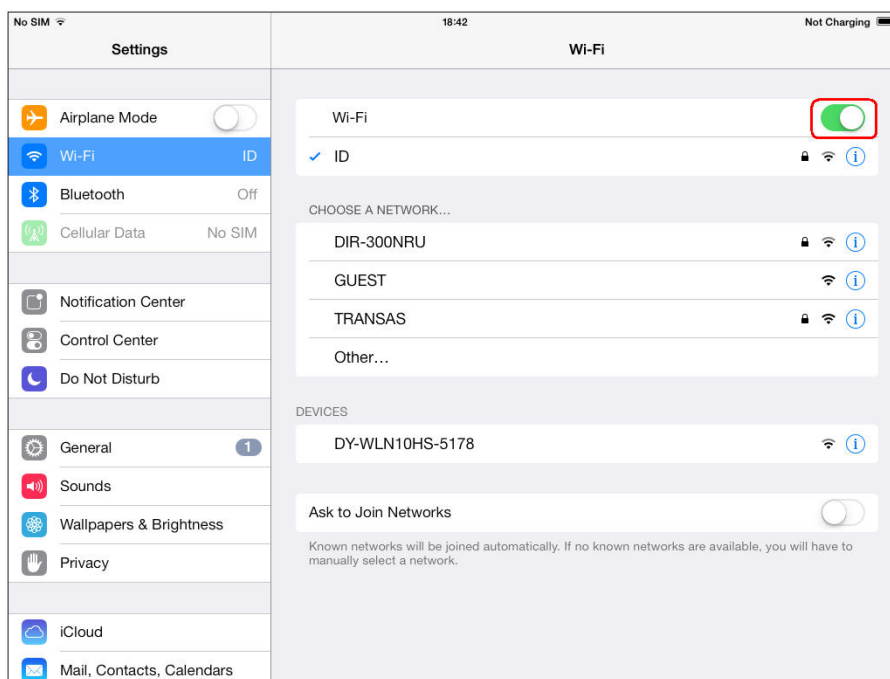 No SIM 18:42 Not Charging
Settings
Wi-Fi
Airplane Mode
Wi-Fi ID
Bluetooth Off
Cellular Data No SIM
Notification Center
Control Center
Do Not Disturb
General 1
Sounds
Wallpapers & Brightness
Privacy
iCloud
Mail, Contacts, Calendars
Wi-Fi
ID
CHOOSE A NETWORK...
DIR-300NRU
GUEST
TRANSAS
Other...
DEVICES
DY-WLN10HS-5178
Ask to Join Networks
Known networks will be joined automatically. If no known networks are available, you will have to
manually select a network.